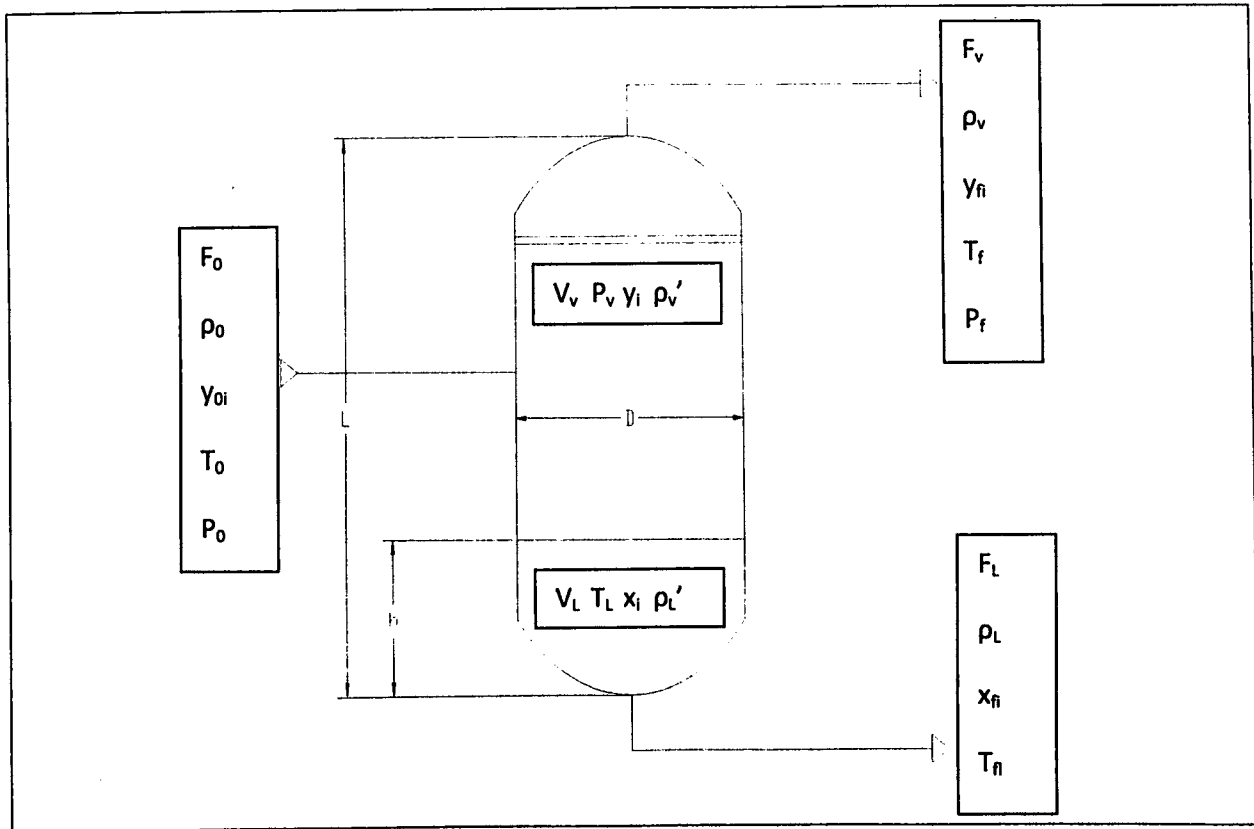 F₀
ρ₀
y₀ᵢ
T₀
P₀
L
Vᵥ Pᵥ yᵢ ρᵥ'
D
h
V_L T_L xᵢ ρ_L'
Fᵥ
ρᵥ
y_fi
T_f
P_f
F_L
ρ_L
x_fi
T_fl